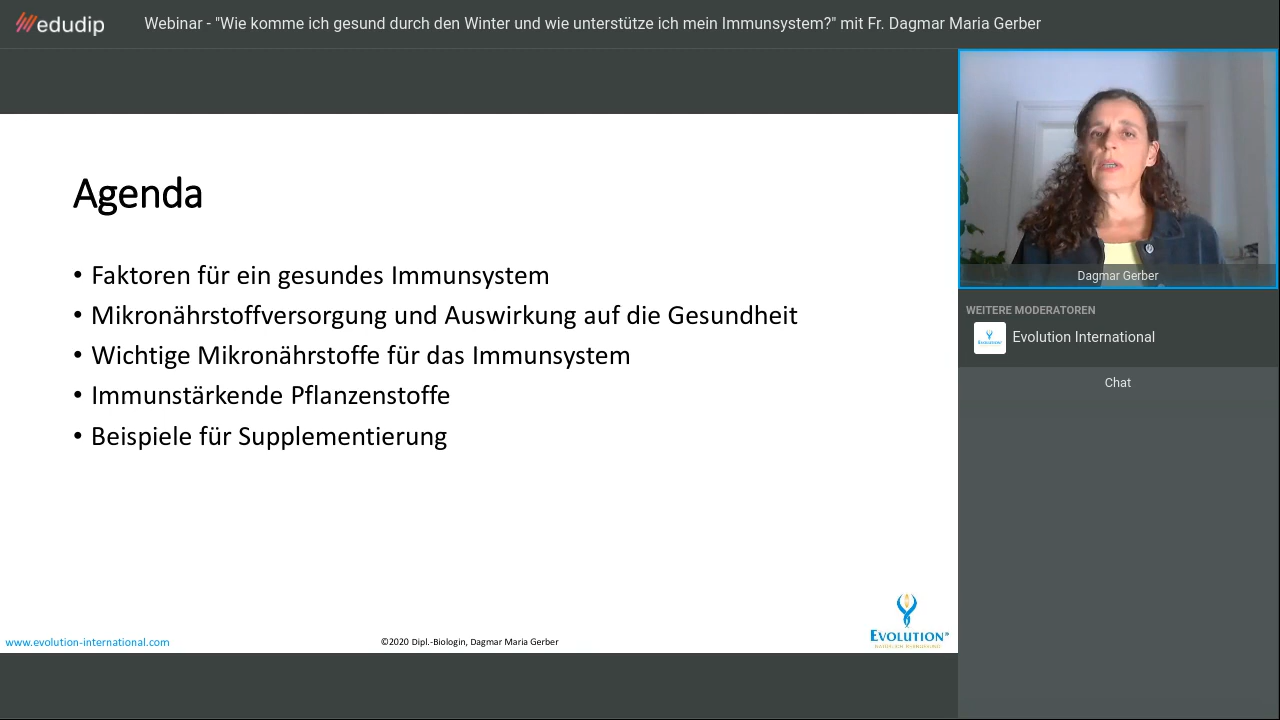 edudip
Webinar - "Wie komme ich gesund durch den Winter und wie unterstütze ich mein Immunsystem?" mit Fr. Dagmar Maria Gerber
Agenda
• Faktoren für ein gesundes Immunsystem
• Mikronährstoffversorgung und Auswirkung auf die Gesundheit
• Wichtige Mikronährstoffe für das Immunsystem
• Immunstärkende Pflanzenstoffe
• Beispiele für Supplementierung
www.evolution-international.com
©2020 Dipl.-Biologin, Dagmar Maria Gerber
EVOLUTION®
Dagmar Gerber
WEITERE MODERATOREN
Evolution International
Chat